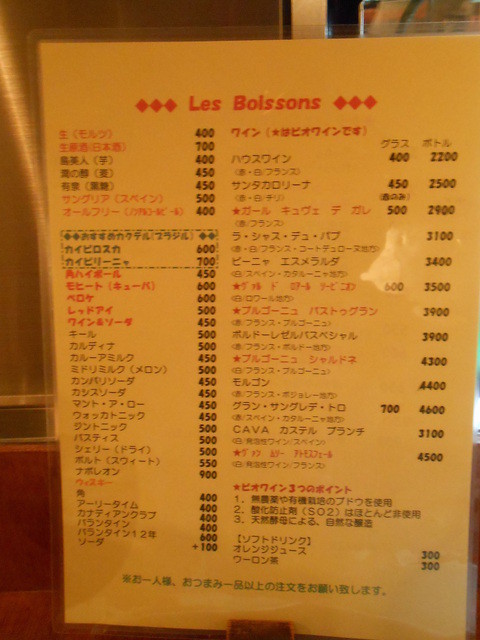 ◆◆◆ Les Boissons ◆◆◆
生（モルツ） 400
生原酒(日本酒) 700
島美人（芋） 400
潤の醇（麦） 450
有泉（黒糖） 450
サングリア（スペイン） 500
オールフリー（ﾉﾝｱﾙｺｰﾙﾋﾞｰﾙ） 400
◆◆おすすめカクテル(ブラジル) ◆◆
カイピロスカ 600
カイピリーニャ 700
角ハイボール 450
モヒート（キューバ） 600
ペロケ 600
レッドアイ 500
ワイン＆ソーダ 450
キール 500
カルディナ 500
カルーアミルク 450
ミドリミルク（メロン） 500
カンパリソーダ 450
カシスソーダ 450
マント・ア・ロー 450
ウォッカトニック 450
ジントニック 500
パスティス 500
シェリー（ドライ） 500
ポルト（スウィート） 550
ナポレオン 900
ウィスキー
角 400
アーリータイム 400
カナディアンクラブ 400
バランタイン 400
バランタイン１２年 600
ソーダ +100
ワイン（★はビオワインです）
グラス ボトル
ハウスワイン 400 2200
(赤・白/フランス)
サンタカロリーナ 450 2500
(赤・白/チリ) (白のみ)
★ガール キュヴェ デ ガレ 500 2900
(赤/フランス)
ラ・シャス・デュ・パプ 3100
(赤・白/フランス・コートデュローヌ地方)
ビーニャ エスメラルダ 3400
(白/スペイン・カタルーニャ地方)
600 3500
(白/ロワール地方)
★ブルゴーニュ パストゥグラン 3900
(赤/フランス・ブルゴーニュ)
ボルドーレゼルバスペシャル 3900
(赤/フランス・ボルドー地方)
★ブルゴーニュ シャルドネ 4300
(白/フランス・ブルゴーニュ)
モルゴン 4400
(赤/フランス・ボジョレー地方)
グラン・サングレデ・トロ 700 4600
(赤/スペイン・カタルーニャ地方)
CAVA カステル ブランチ 3100
(白/発泡性ワイン/スペイン)
4500
(白/発泡性ワイン/フランス)
★ビオワイン３つのポイント
１、無農薬や有機栽培のブドウを使用
２、酸化防止剤（SO2）はほとんど非使用
３、天然酵母による、自然な醸造
【ソフトドリンク】
オレンジジュース 300
ウーロン茶 300
※お一人様、おつまみ一品以上の注文をお願い致します。